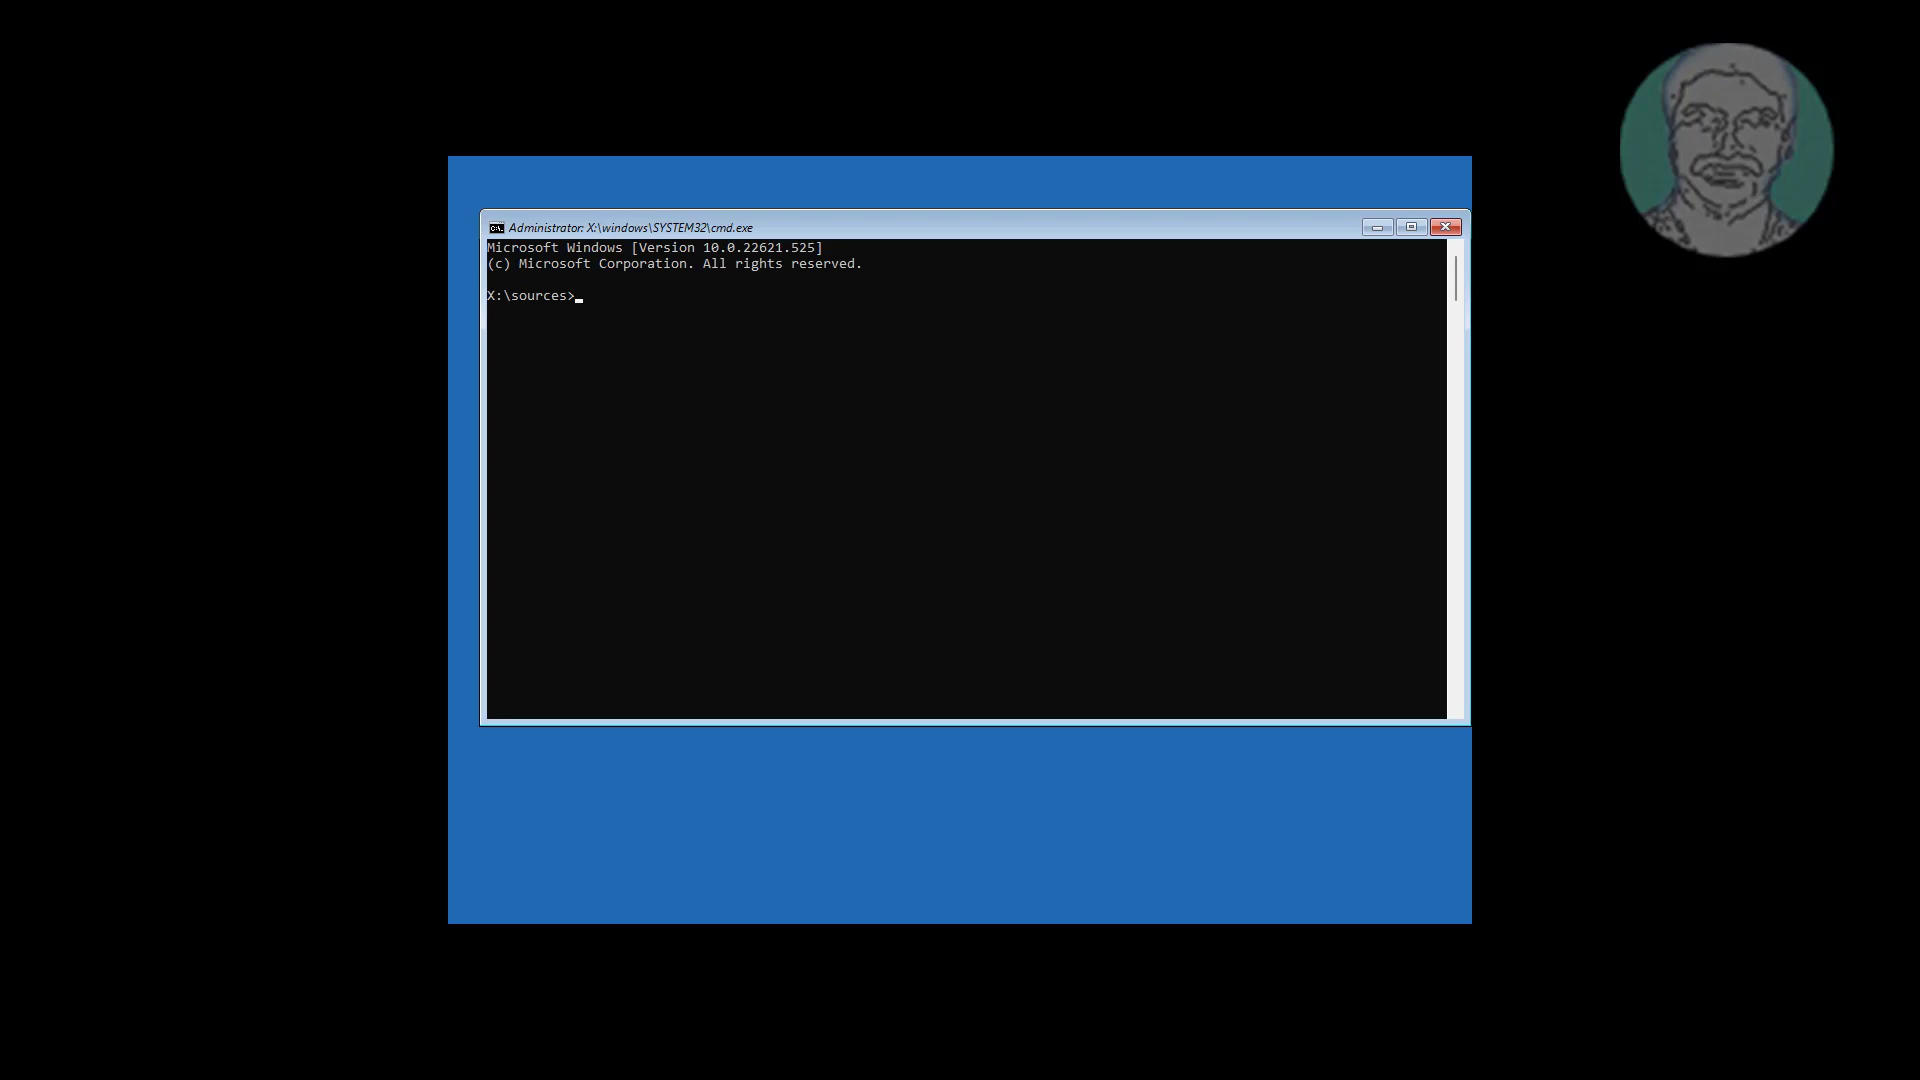 Administrator: X:\windows\SYSTEM32\cmd.exe
Microsoft Windows [Version 10.0.22621.525]
(c) Microsoft Corporation. All rights reserved.
X:\sources>